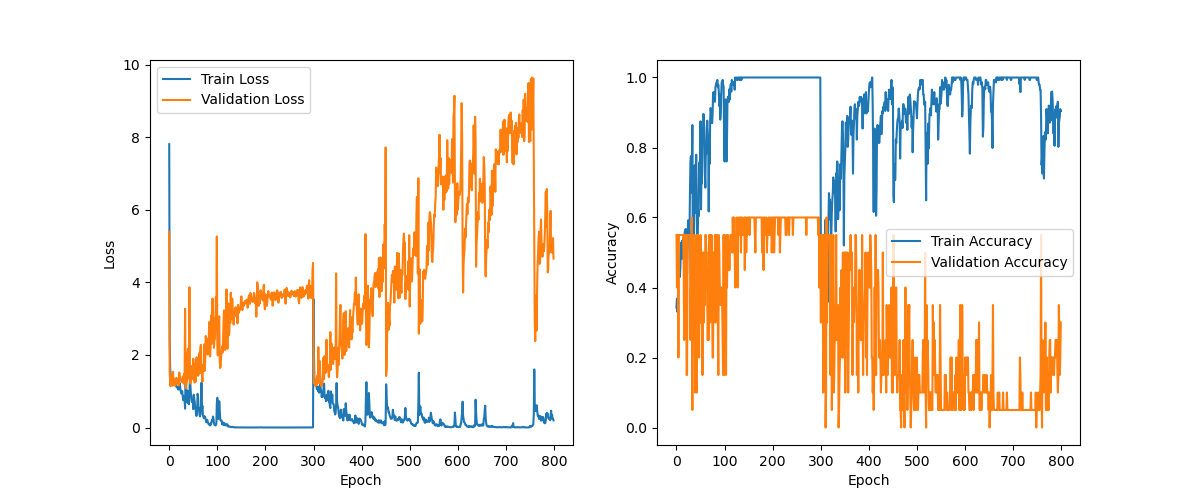 Train Loss
Validation Loss
10
8
6
4
2
0
Loss
0 100 200 300 400 500 600 700 800
Epoch
Train Accuracy
Validation Accuracy
1.0
0.8
0.6
0.4
0.2
0.0
Accuracy
0 100 200 300 400 500 600 700 800
Epoch